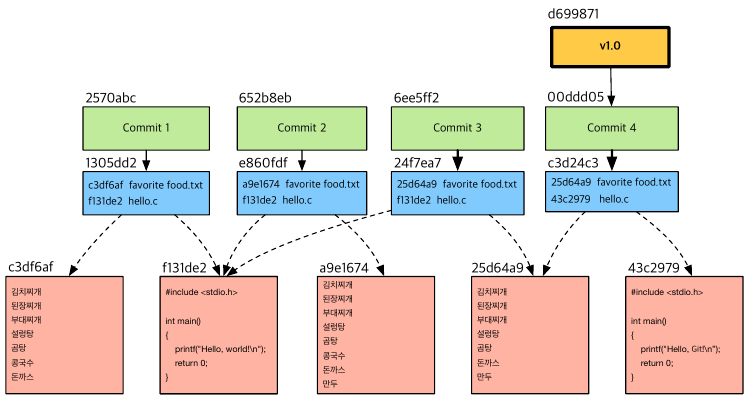 d699871
v1.0
2570abc
652b8eb
6ee5ff2
00ddd05
Commit 1
Commit 2
Commit 3
Commit 4
1305dd2
e860fdf
24f7ea7
c3d24c3
c3df6af favorite food.txt
f131de2 hello.c
a9e1674 favorite food.txt
f131de2 hello.c
25d64a9 favorite food.txt
f131de2 hello.c
25d64a9 favorite food.txt
43c2979 hello.c
c3df6af
김치찌개
된장찌개
부대찌개
설렁탕
곰탕
콩국수
돈까스
f131de2
#include <stdio.h>
int main()
{
printf("Hello, world!\n");
return 0;
}
a9e1674
김치찌개
된장찌개
부대찌개
설렁탕
곰탕
콩국수
돈까스
만두
25d64a9
김치찌개
된장찌개
부대찌개
설렁탕
곰탕
돈까스
만두
43c2979
#include <stdio.h>
int main()
{
printf("Hello, Git!\n");
return 0;
}